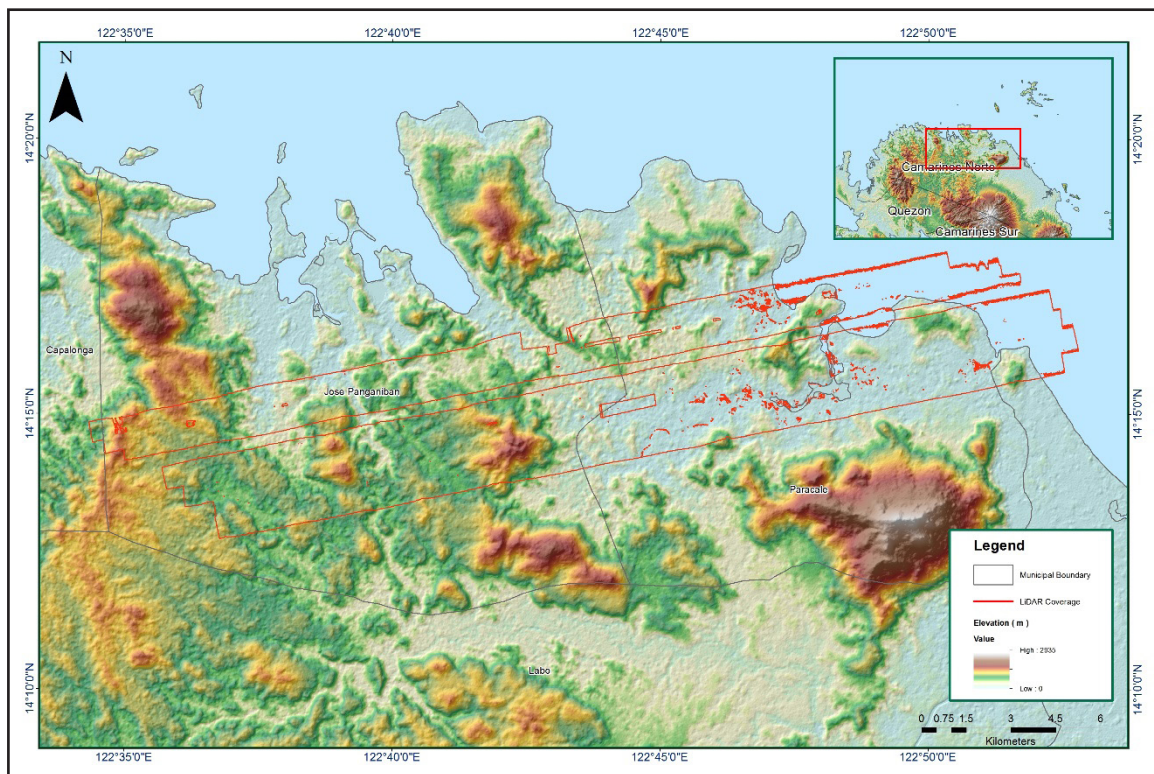 122°35'0"E 122°40'0"E 122°45'0"E 122°50'0"E
N
14°20'0"N
14°20'0"N
Camarines Norte
Quezon
Camarines Sur
Capalonga
Jose Panganiban
14°15'0"N
14°15'0"N
Paracale
Legend
Municipal Boundary
LiDAR Coverage
Elevation ( m )
Value
High : 2035
Low : 0
Labo
14°10'0"N
14°10'0"N
0 0.75 1.5 3 4.5 6
Kilometers
122°35'0"E 122°40'0"E 122°45'0"E 122°50'0"E